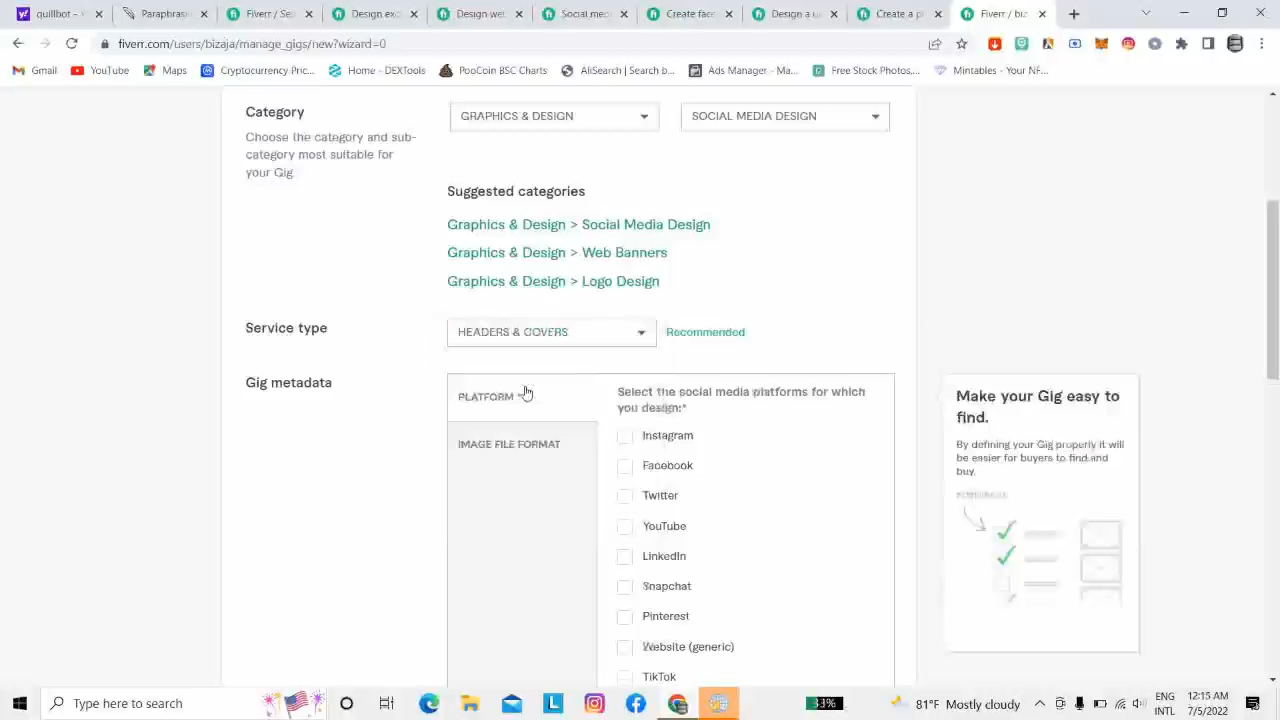 quillbot -
Paraphras
Fiverr /
Design exc
Design wel
Social med
Create fac
Design a u
Create a p
Fiverr / biz
fiverr.com/users/bizaja/manage_gigs/new?wizard=0
Gmail
YouTube
Maps
Cryptocurrency Pric...
Home - DEXTools
PooCoin BSC Charts
AliSearch | Search b...
Ads Manager - Ma...
Free Stock Photos,...
Mintables - Your NF...
Category
GRAPHICS & DESIGN
SOCIAL MEDIA DESIGN
Choose the category and sub-
category most suitable for
your Gig.
Suggested categories
Graphics & Design > Social Media Design
Graphics & Design > Web Banners
Graphics & Design > Logo Design
Service type
HEADERS & COVERS
Recommended
Gig metadata
PLATFORM *
IMAGE FILE FORMAT
Select the social media platforms for which
you design:*
Instagram
Facebook
Twitter
YouTube
LinkedIn
Snapchat
Pinterest
Website (generic)
TikTok
Make your Gig easy to
find.
By defining your Gig properly it will
be easier for buyers to find and
buy.
Type here to search
33%
81°F Mostly cloudy
ENG
INTL
12:15 AM
7/5/2022